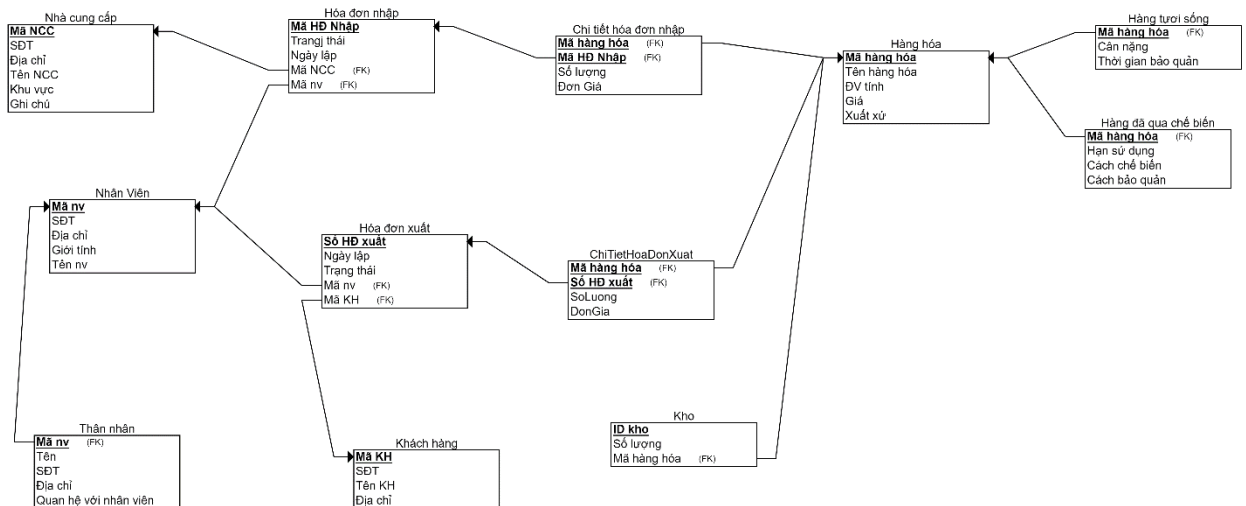 Nhà cung cấp
Mã NCC
SĐT
Địa chỉ
Tên NCC
Khu vực
Ghi chú
Hóa đơn nhập
Mã HĐ Nhập
Trangj thái
Ngày lập
Mã NCC (FK)
Mã nv (FK)
Chi tiết hóa đơn nhập
Mã hàng hóa (FK)
Mã HĐ Nhập (FK)
Số lượng
Đơn Giá
Hàng hóa
Mã hàng hóa
Tên hàng hóa
ĐV tính
Giá
Xuất xứ
Hàng tươi sống
Mã hàng hóa (FK)
Cân nặng
Thời gian bảo quản
Hàng đã qua chế biến
Mã hàng hóa (FK)
Hạn sử dụng
Cách chế biến
Cách bảo quản
Nhân Viên
Mã nv
SĐT
Địa chỉ
Giới tính
Tên nv
Hóa đơn xuất
Số HĐ xuất
Ngày lập
Trạng thái
Mã nv (FK)
Mã KH (FK)
ChiTietHoaDonXuat
Mã hàng hóa (FK)
Số HĐ xuất (FK)
SoLuong
DonGia
Thân nhân
Mã nv (FK)
Tên
SĐT
Địa chỉ
Quan hệ với nhân viên
Khách hàng
Mã KH
SĐT
Tên KH
Địa chỉ
Kho
ID kho
Số lượng
Mã hàng hóa (FK)